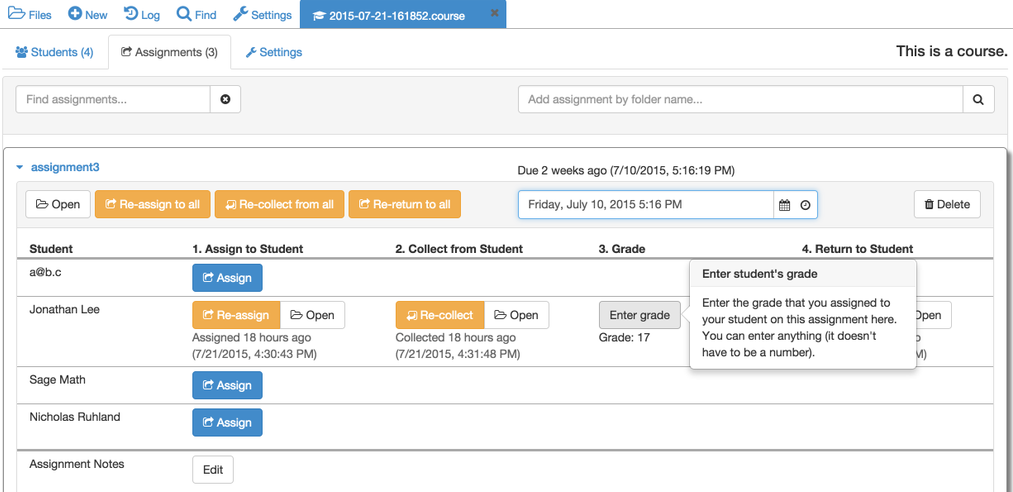 Files New Log Find Settings 2015-07-21-161852.course
Students (4) Assignments (3) Settings This is a course.
Find assignments... Add assignment by folder name...
assignment3 Due 2 weeks ago (7/10/2015, 5:16:19 PM)
Open Re-assign to all Re-collect from all Re-return to all Friday, July 10, 2015 5:16 PM Delete
Student 1. Assign to Student 2. Collect from Student 3. Grade 4. Return to Student
a@b.c Assign
Enter student's grade
Jonathan Lee Re-assign Open Re-collect Open Enter grade
Assigned 18 hours ago Collected 18 hours ago Grade: 17
(7/21/2015, 4:30:43 PM) (7/21/2015, 4:31:48 PM)
Enter the grade that you assigned to
your student on this assignment here.
You can enter anything (it doesn't
have to be a number).
Sage Math Assign
Nicholas Ruhland Assign
Assignment Notes Edit